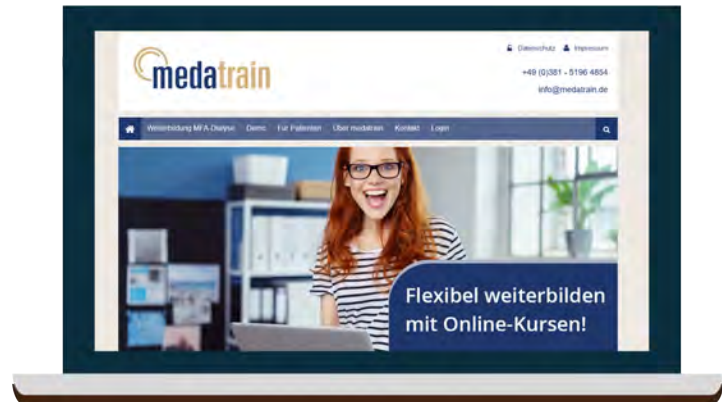 Datenschutz Impressum
medatrain
+49 (0)381 - 5196 4854
info@medatrain.de
Weiterbildung MFA-Dialyse Demo Für Patienten Über medatrain Kontakt Login
Flexibel weiterbilden
mit Online-Kursen!